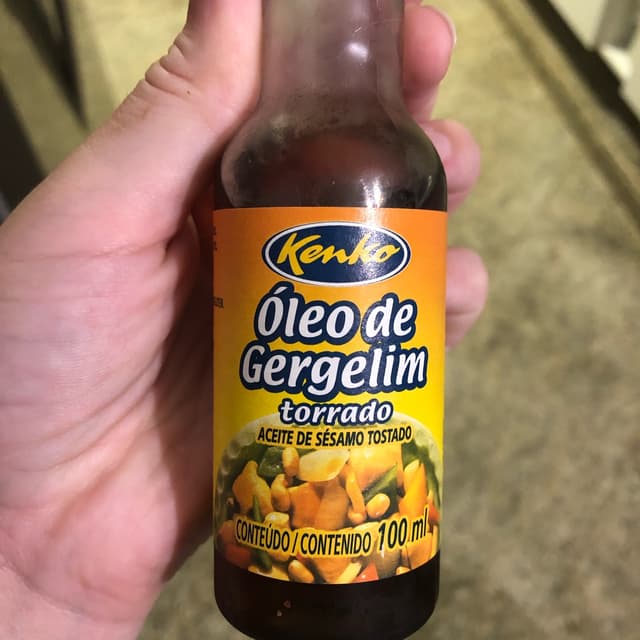 Kenko
Óleo de
Gergelim
torrado
ACEITE DE SÉSAMO TOSTADO
CONTEÚDO / CONTENIDO 100 ml